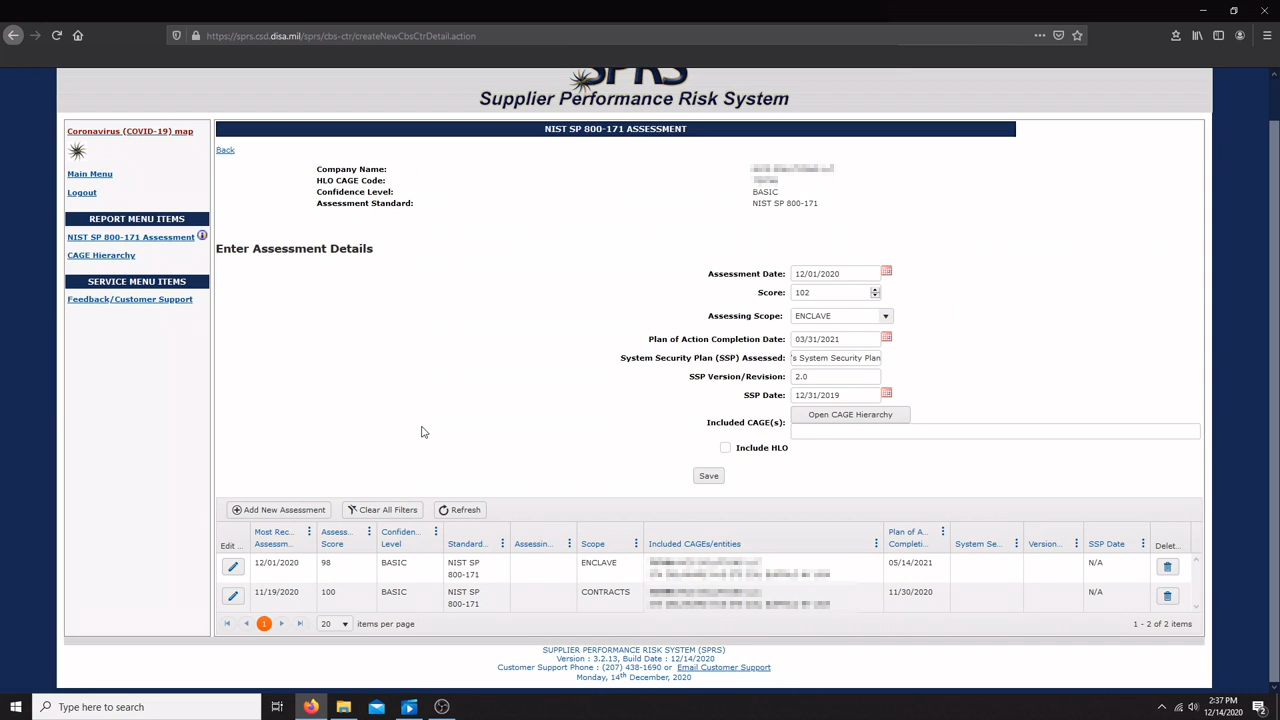 https://sprs.csd.disa.mil/sprs/cbs-ctr/createNewCbsCtrDetail.action
SPRS
Supplier Performance Risk System
Coronavirus (COVID-19) map
Main Menu
Logout
REPORT MENU ITEMS
NIST SP 800-171 Assessment
CAGE Hierarchy
SERVICE MENU ITEMS
Feedback/Customer Support
NIST SP 800-171 ASSESSMENT
Back
Company Name:
HLO CAGE Code:
Confidence Level: BASIC
Assessment Standard: NIST SP 800-171
Enter Assessment Details
Assessment Date: 12/01/2020
Score: 102
Assessing Scope: ENCLAVE
Plan of Action Completion Date: 03/31/2021
System Security Plan (SSP) Assessed: 's System Security Plan
SSP Version/Revision: 2.0
SSP Date: 12/31/2019
Open CAGE Hierarchy
Included CAGE(s):
Include HLO
Save
Add New Assessment Clear All Filters Refresh
Edit ... Most Rec... Assessm... Assess... Score Confiden... Level Standard... Assessin... Scope Included CAGEs/entities Plan of A... Completi... System Se... Version... SSP Date Delet...
12/01/2020 98 BASIC NIST SP 800-171 ENCLAVE 05/14/2021 N/A
11/19/2020 100 BASIC NIST SP 800-171 CONTRACTS 11/30/2020 N/A
1 20 items per page 1 - 2 of 2 items
SUPPLIER PERFORMANCE RISK SYSTEM (SPRS)
Version : 3.2.13, Build Date : 12/14/2020
Customer Support Phone : (207) 438-1690 or Email Customer Support
Monday, 14th December, 2020
Type here to search
2:37 PM
12/14/2020
2